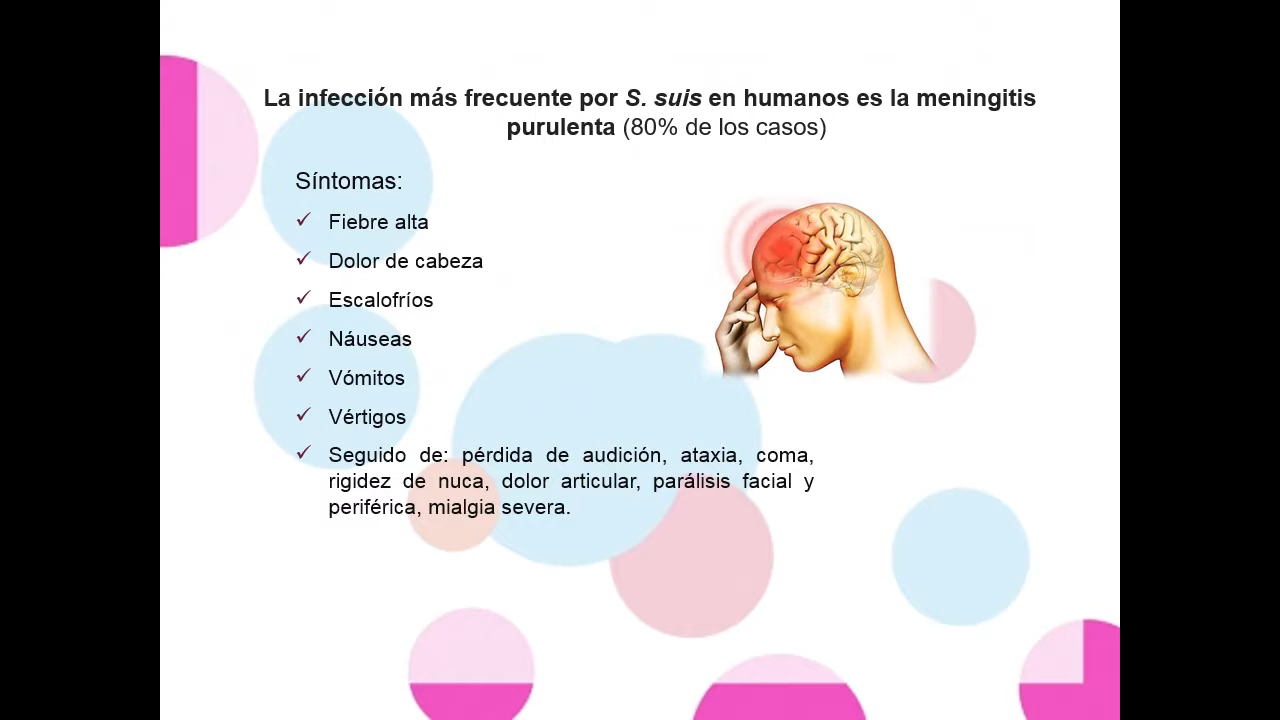 La infección más frecuente por S. suis en humanos es la meningitis
purulenta (80% de los casos)
Síntomas:
✓ Fiebre alta
✓ Dolor de cabeza
✓ Escalofríos
✓ Náuseas
✓ Vómitos
✓ Vértigos
✓ Seguido de: pérdida de audición, ataxia, coma,
rigidez de nuca, dolor articular, parálisis facial y
periférica, mialgia severa.